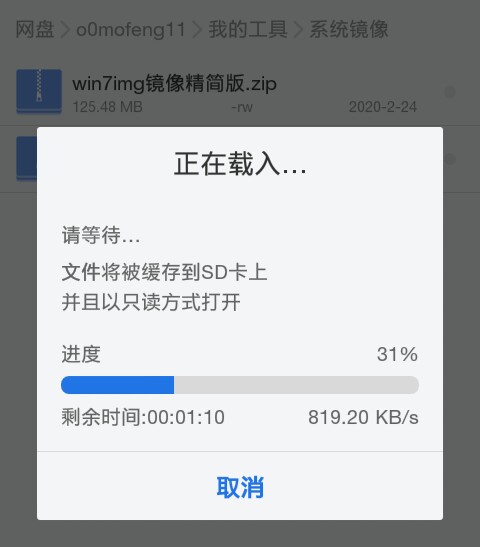 网盘 > o0mofeng11 > 我的工具 > 系统镜像
win7img镜像精简版.zip
125.48 MB -rw 2020-2-24
正在载入...
请等待...
文件将被缓存到SD卡上
并且以只读方式打开
进度 31%
剩余时间:00:01:10 819.20 KB/s
取消